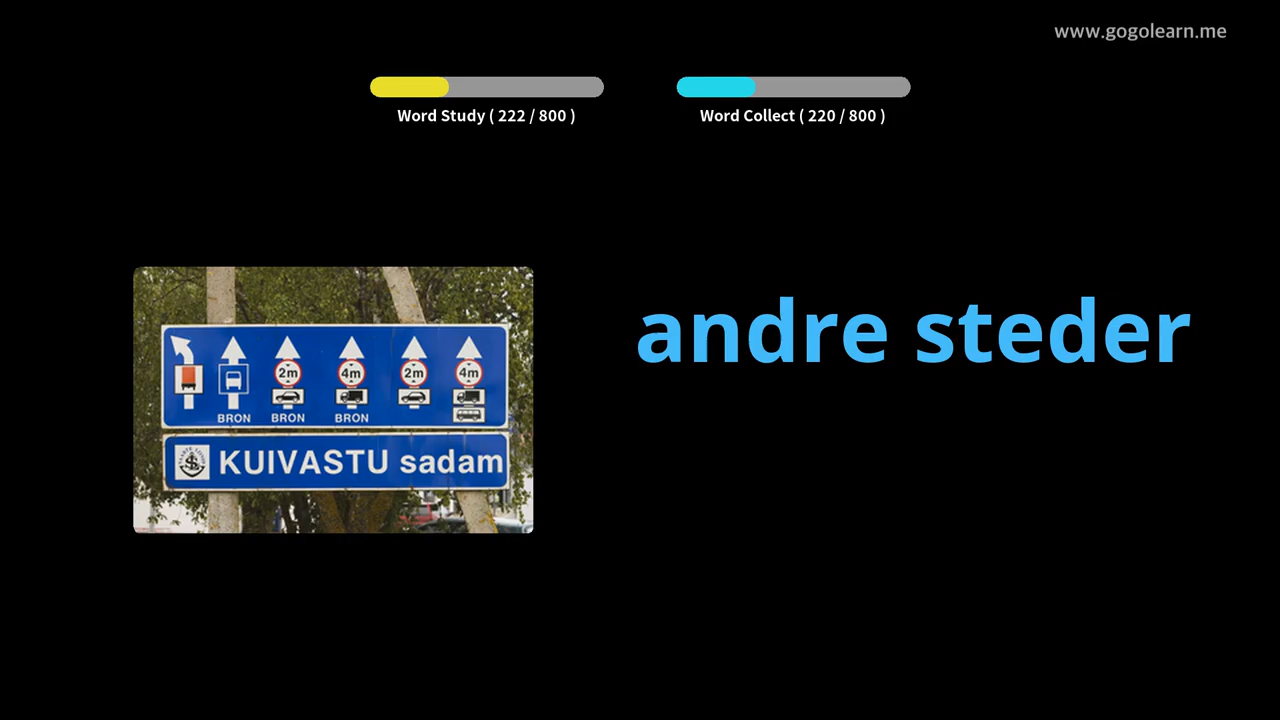 www.gogolearn.me
Word Study ( 222 / 800 )
Word Collect ( 220 / 800 )
andre steder
2m 4m 2m 4m
BRON BRON BRON
KUIVASTU sadam